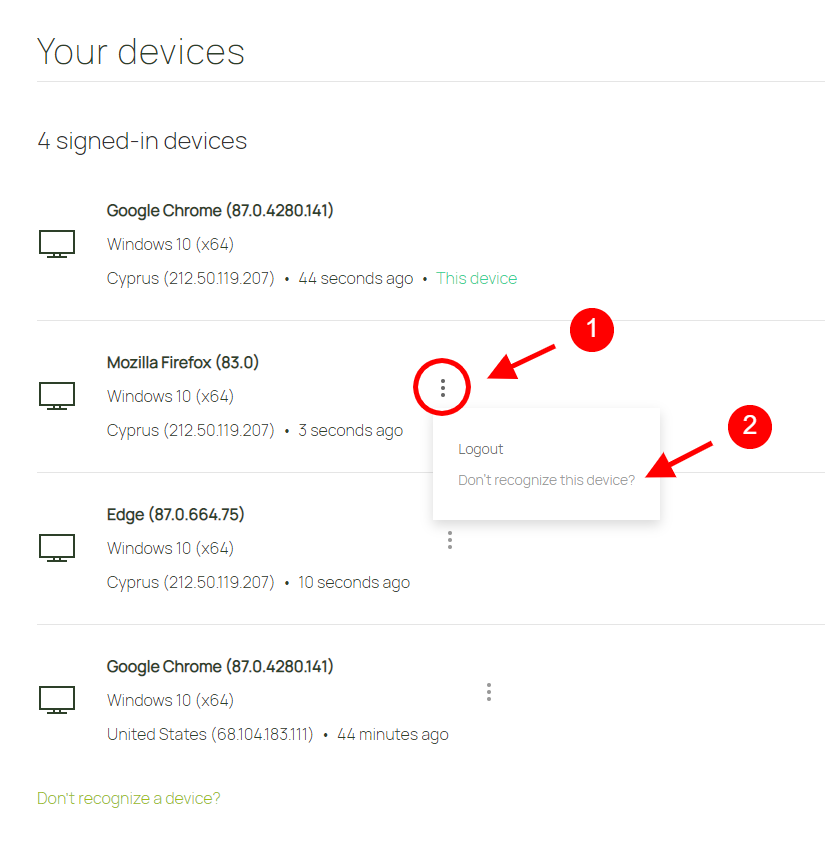 Your devices
4 signed-in devices
Google Chrome (87.0.4280.141)
Windows 10 (x64)
Cyprus (212.50.119.207) • 44 seconds ago • This device
1
Mozilla Firefox (83.0)
Windows 10 (x64)
Cyprus (212.50.119.207) • 3 seconds ago
2
Logout
Don't recognize this device?
Edge (87.0.664.75)
Windows 10 (x64)
Cyprus (212.50.119.207) • 10 seconds ago
Google Chrome (87.0.4280.141)
Windows 10 (x64)
United States (68.104.183.111) • 44 minutes ago
Don't recognize a device?